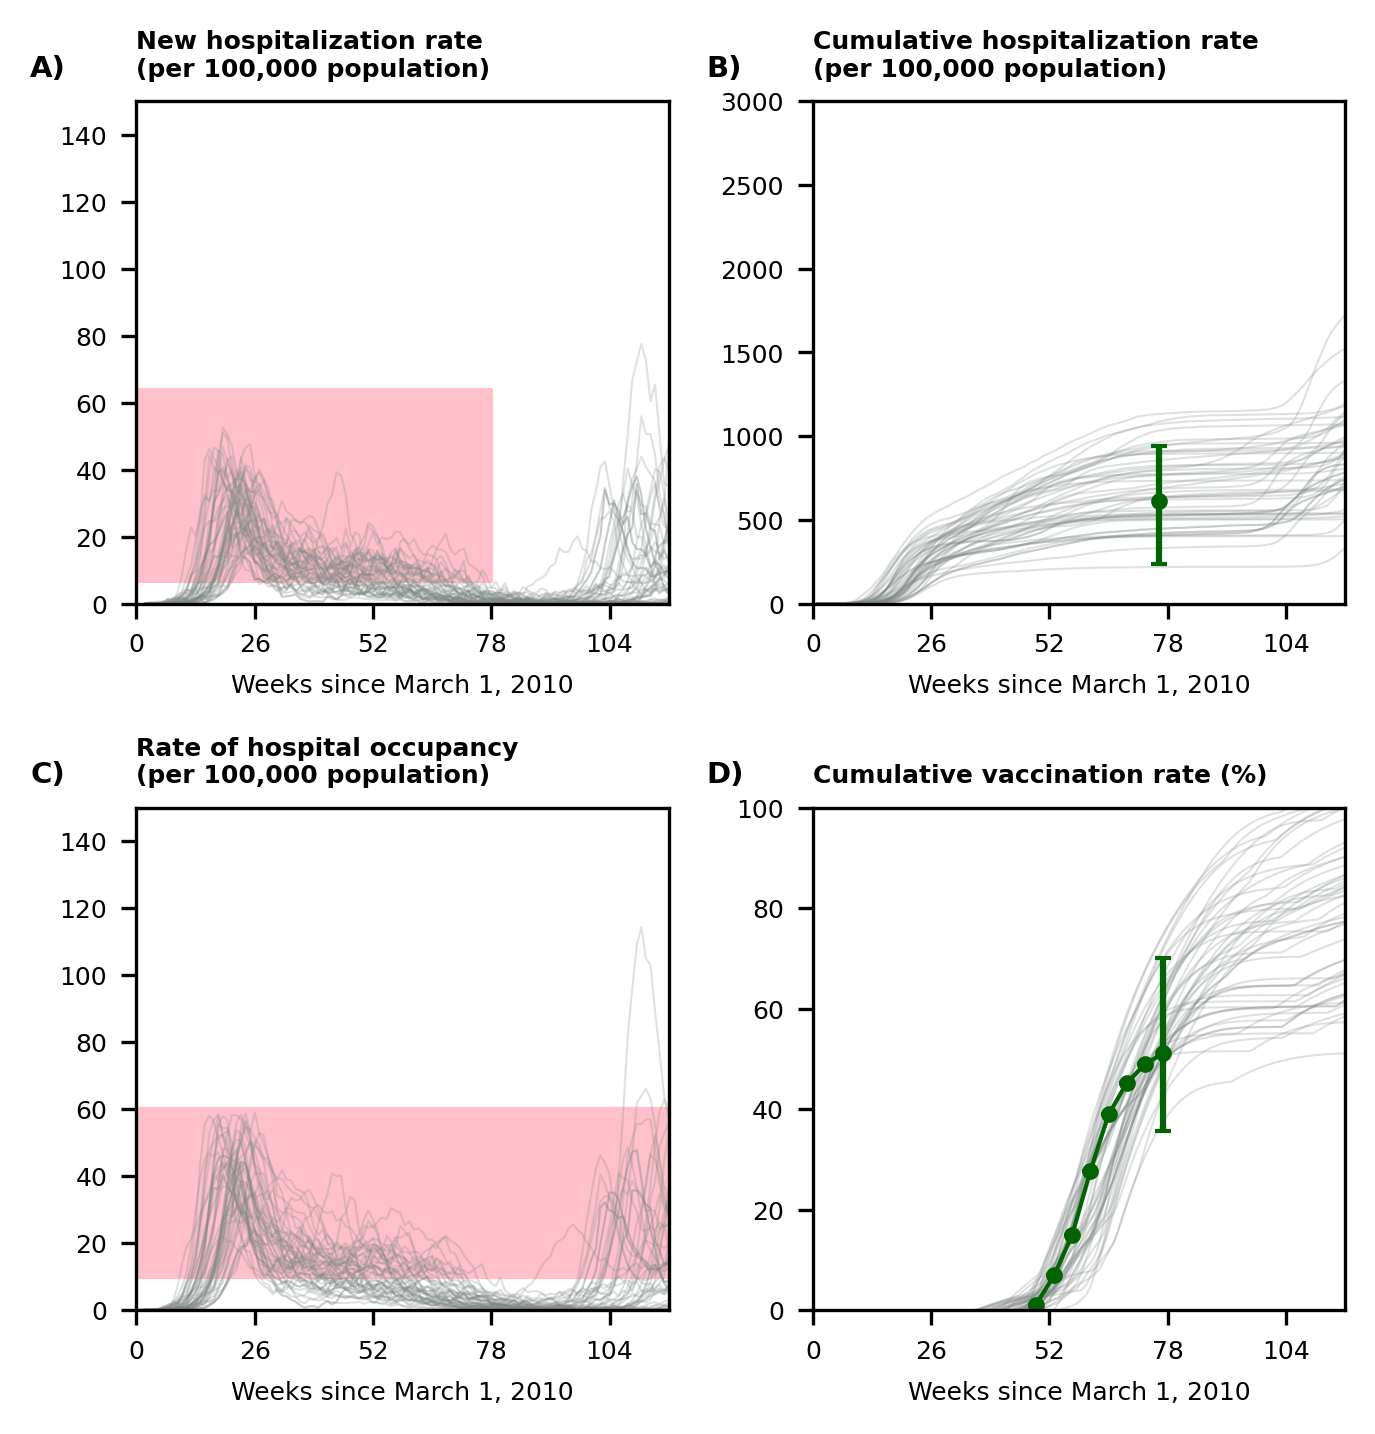 A)
New hospitalization rate
(per 100,000 population)
140
120
100
80
60
40
20
0
0 26 52 78 104
Weeks since March 1, 2010
B)
Cumulative hospitalization rate
(per 100,000 population)
3000
2500
2000
1500
1000
500
0
0 26 52 78 104
Weeks since March 1, 2010
C)
Rate of hospital occupancy
(per 100,000 population)
140
120
100
80
60
40
20
0
0 26 52 78 104
Weeks since March 1, 2010
D)
Cumulative vaccination rate (%)
100
80
60
40
20
0
0 26 52 78 104
Weeks since March 1, 2010